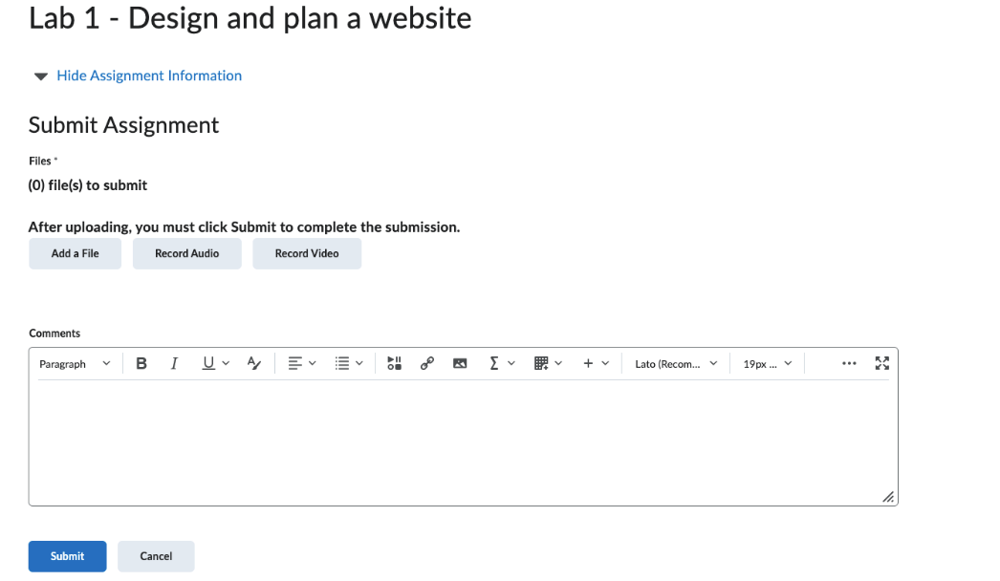 Lab 1 - Design and plan a website
Hide Assignment Information
Submit Assignment
Files *
(0) file(s) to submit
After uploading, you must click Submit to complete the submission.
Add a File Record Audio Record Video
Comments
Paragraph B I U A Σ + Lato (Recom... 19px ... ...
Submit Cancel